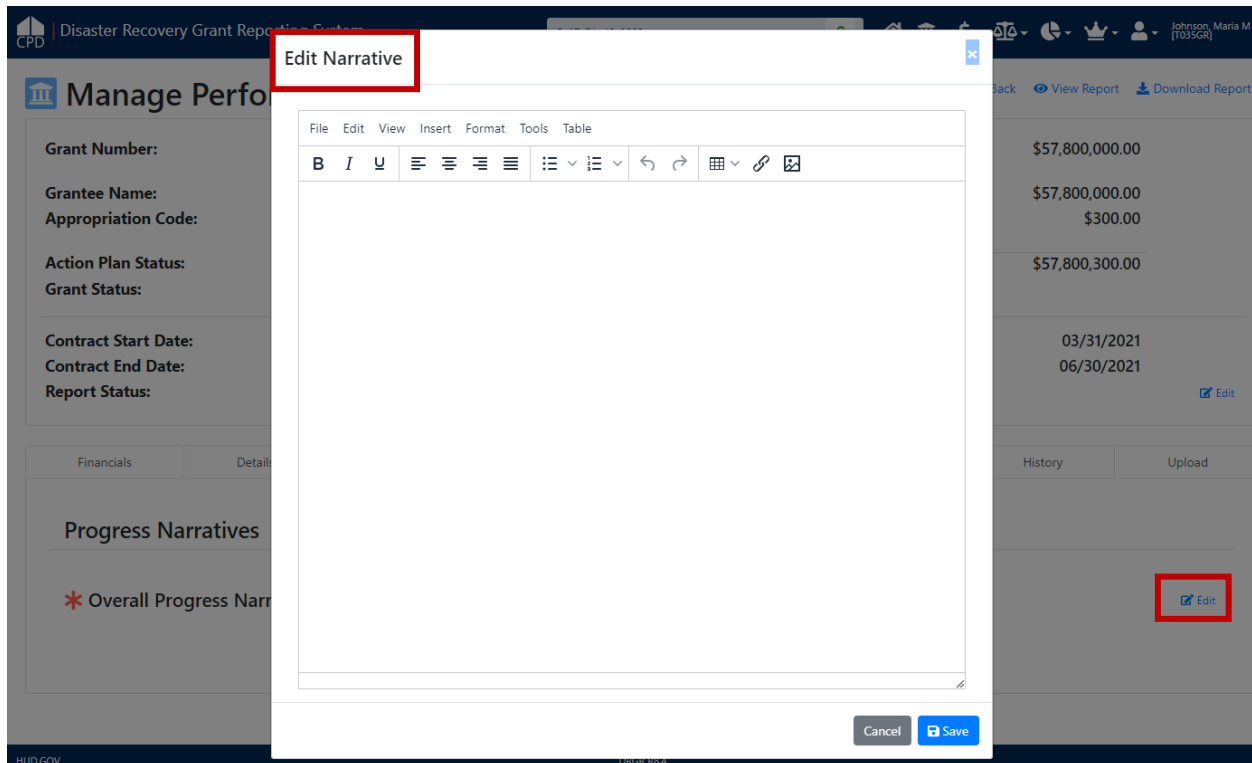 CPD | Disaster Recovery Grant Reporting System
Johnson, Maria M
[T035GR]
Edit Narrative
×
Manage Perfo
Back View Report Download Report
File Edit View Insert Format Tools Table
B I U
Grant Number:
$57,800,000.00
Grantee Name:
$57,800,000.00
Appropriation Code:
$300.00
Action Plan Status:
$57,800,300.00
Grant Status:
Contract Start Date:
03/31/2021
Contract End Date:
06/30/2021
Report Status:
Edit
Financials Details History Upload
Progress Narratives
* Overall Progress Narr
Edit
Cancel Save
HUD.GOV